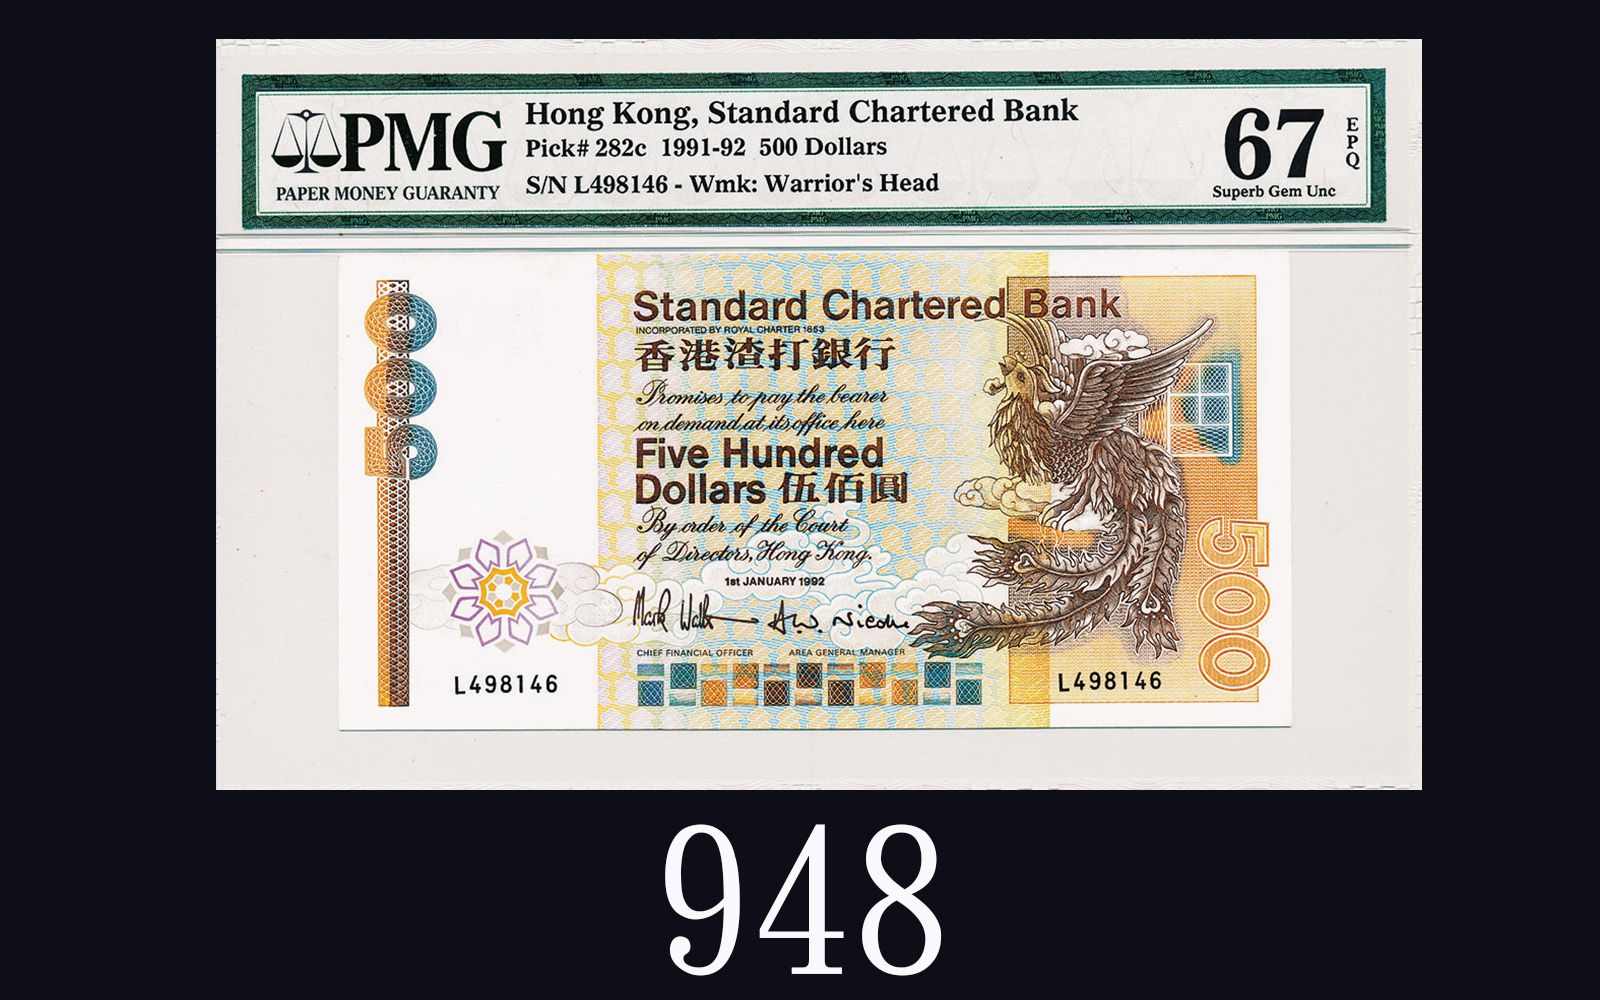 PMG
PAPER MONEY GUARANTY
Hong Kong, Standard Chartered Bank
Pick# 282c 1991-92 500 Dollars
S/N L498146 - Wmk: Warrior's Head
67
EPQ
Superb Gem Unc
Standard Chartered Bank
INCORPORATED BY ROYAL CHARTER 1853
香港渣打銀行
Promises to pay the bearer
on demand at its office here
Five Hundred
Dollars 伍佰圓
By order of the Court
of Directors, Hong Kong.
1st JANUARY 1992
CHIEF FINANCIAL OFFICER AREA GENERAL MANAGER
L498146
L498146
500
948